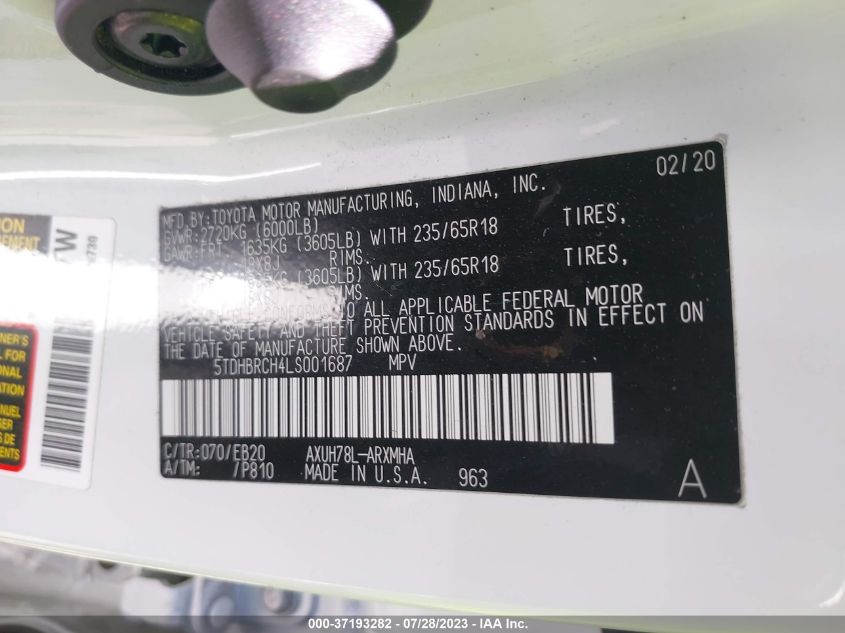 02/20
MFD. BY: TOYOTA MOTOR MANUFACTURING, INDIANA, INC.
GVWR: 2720KG (6000LB)
GAWR: FRT 1635KG (3605LB) WITH 235/65R18 TIRES,
RIMS.
(3605LB) WITH 235/65R18 TIRES,
RIMS.
TO ALL APPLICABLE FEDERAL MOTOR
VEHICLE SAFETY AND THEFT PREVENTION STANDARDS IN EFFECT ON
THE DATE OF MANUFACTURE SHOWN ABOVE.
5TDHBRCH4LS001687 MPV
C/TR: 070/EB20 AXUH78L-ARXMHA
A/TM: /P810 MADE IN U.S.A. 963
A
000-37193282 - 07/28/2023 - IAA Inc.